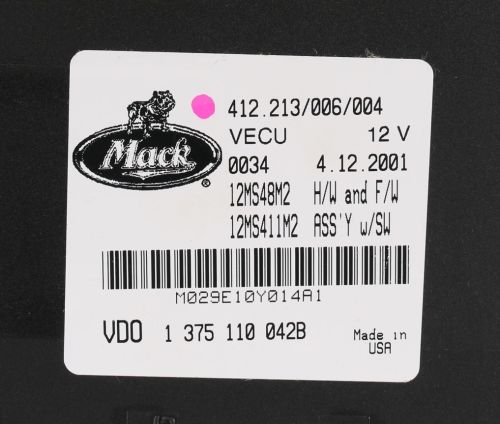 412.213/006/004
Mack ®
VECU 12 V
0034 4.12.2001
12MS48M2 H/W and F/W
12MS411M2 ASS'Y w/SW
M029E10Y014A1
VDO 1 375 110 042B
Made in
USA